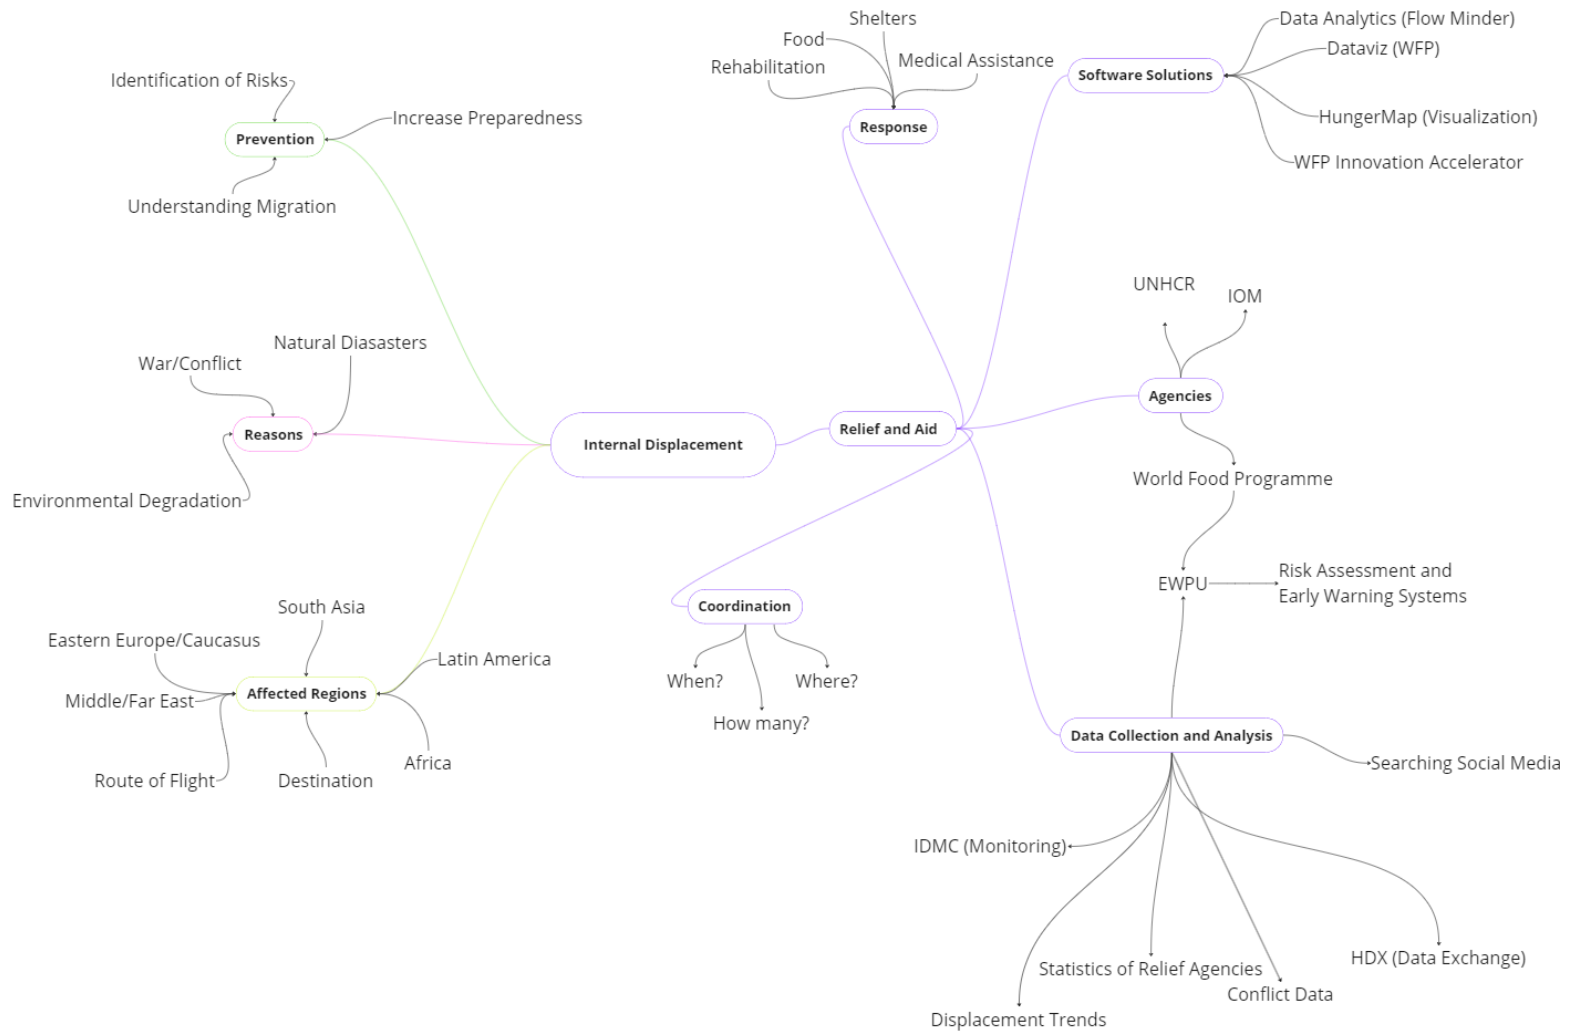 Shelters
Data Analytics (Flow Minder)
Food
Dataviz (WFP)
Rehabilitation
Medical Assistance
Software Solutions
Identification of Risks
Increase Preparedness
HungerMap (Visualization)
Response
Prevention
WFP Innovation Accelerator
Understanding Migration
UNHCR
IOM
Natural Diasasters
War/Conflict
Agencies
Reasons
Internal Displacement
Relief and Aid
World Food Programme
Environmental Degradation
EWPU
Risk Assessment and
Early Warning Systems
South Asia
Coordination
Eastern Europe/Caucasus
Latin America
When?
Where?
Middle/Far East
Affected Regions
How many?
Data Collection and Analysis
Route of Flight
Destination
Africa
Searching Social Media
IDMC (Monitoring)
HDX (Data Exchange)
Statistics of Relief Agencies
Conflict Data
Displacement Trends